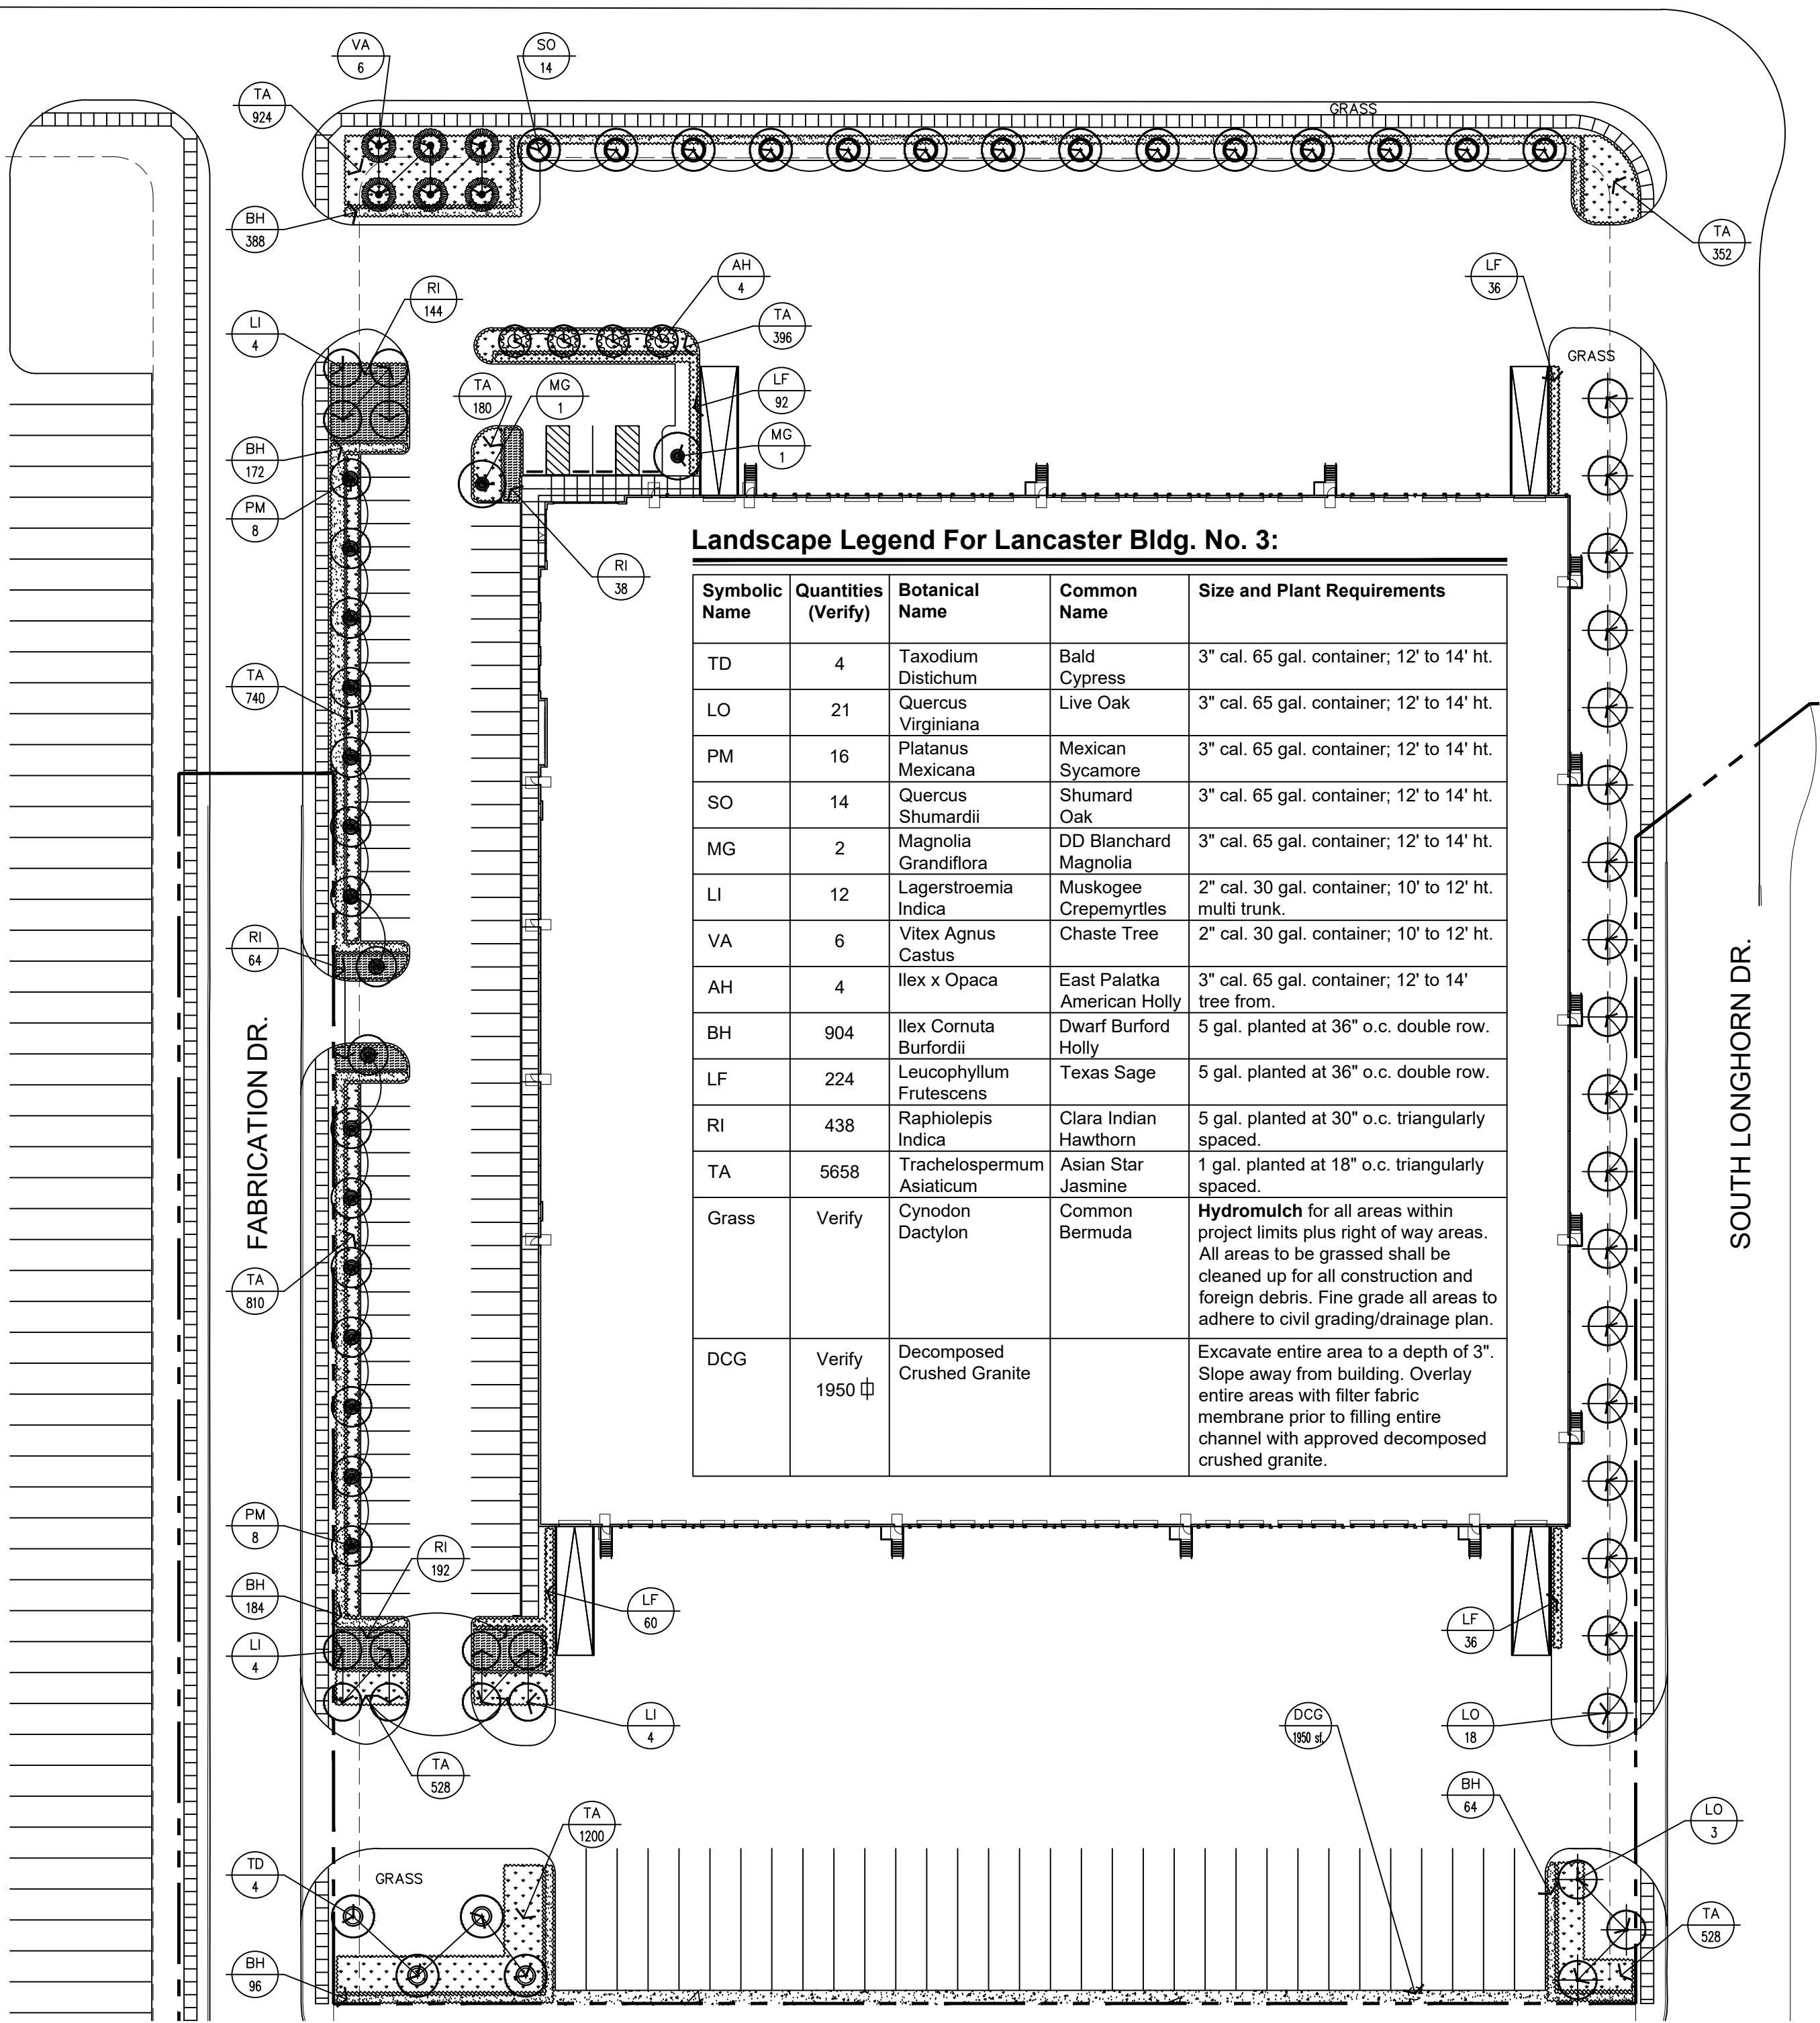 VA
6
SO
14
TA
924
GRASS
BH
388
TA
352
AH
4
LF
36
RI
144
LI
4
TA
396
GRASS
TA
180
MG
1
LF
92
MG
1
BH
172
PM
8
RI
38
Landscape Legend For Lancaster Bldg. No. 3:
Symbolic Name
Quantities (Verify)
Botanical Name
Common Name
Size and Plant Requirements
TD
4
Taxodium
Distichum
Bald
Cypress
3" cal. 65 gal. container; 12' to 14' ht.
LO
21
Quercus
Virginiana
Live Oak
3" cal. 65 gal. container; 12' to 14' ht.
PM
16
Platanus
Mexicana
Mexican
Sycamore
3" cal. 65 gal. container; 12' to 14' ht.
SO
14
Quercus
Shumardii
Shumard
Oak
3" cal. 65 gal. container; 12' to 14' ht.
MG
2
Magnolia
Grandiflora
DD Blanchard
Magnolia
3" cal. 65 gal. container; 12' to 14' ht.
LI
12
Lagerstroemia
Indica
Muskogee
Crepemyrtles
2" cal. 30 gal. container; 10' to 12' ht.
multi trunk.
VA
6
Vitex Agnus
Castus
Chaste Tree
2" cal. 30 gal. container; 10' to 12' ht.
AH
4
Ilex x Opaca
East Palatka
American Holly
3" cal. 65 gal. container; 12' to 14'
tree from.
BH
904
Ilex Cornuta
Burfordii
Dwarf Burford
Holly
5 gal. planted at 36" o.c. double row.
LF
224
Leucophyllum
Frutescens
Texas Sage
5 gal. planted at 36" o.c. double row.
RI
438
Raphiolepis
Indica
Clara Indian
Hawthorn
5 gal. planted at 30" o.c. triangularly
spaced.
TA
5658
Trachelospermum
Asiaticum
Asian Star
Jasmine
1 gal. planted at 18" o.c. triangularly
spaced.
Grass
Verify
Cynodon
Dactylon
Common
Bermuda
Hydromulch for all areas within
project limits plus right of way areas.
All areas to be grassed shall be
cleaned up for all construction and
foreign debris. Fine grade all areas to
adhere to civil grading/drainage plan.
DCG
Verify
1950
Decomposed
Crushed Granite
Excavate entire area to a depth of 3".
Slope away from building. Overlay
entire areas with filter fabric
membrane prior to filling entire
channel with approved decomposed
crushed granite.
TA
740
RI
64
FABRICATION DR.
SOUTH LONGHORN DR.
TA
810
PM
8
RI
192
BH
184
LF
60
LF
36
LI
4
LI
4
DCG
1950 sf.
LO
18
TA
528
BH
64
TA
1200
LO
3
TD
4
GRASS
TA
528
BH
96